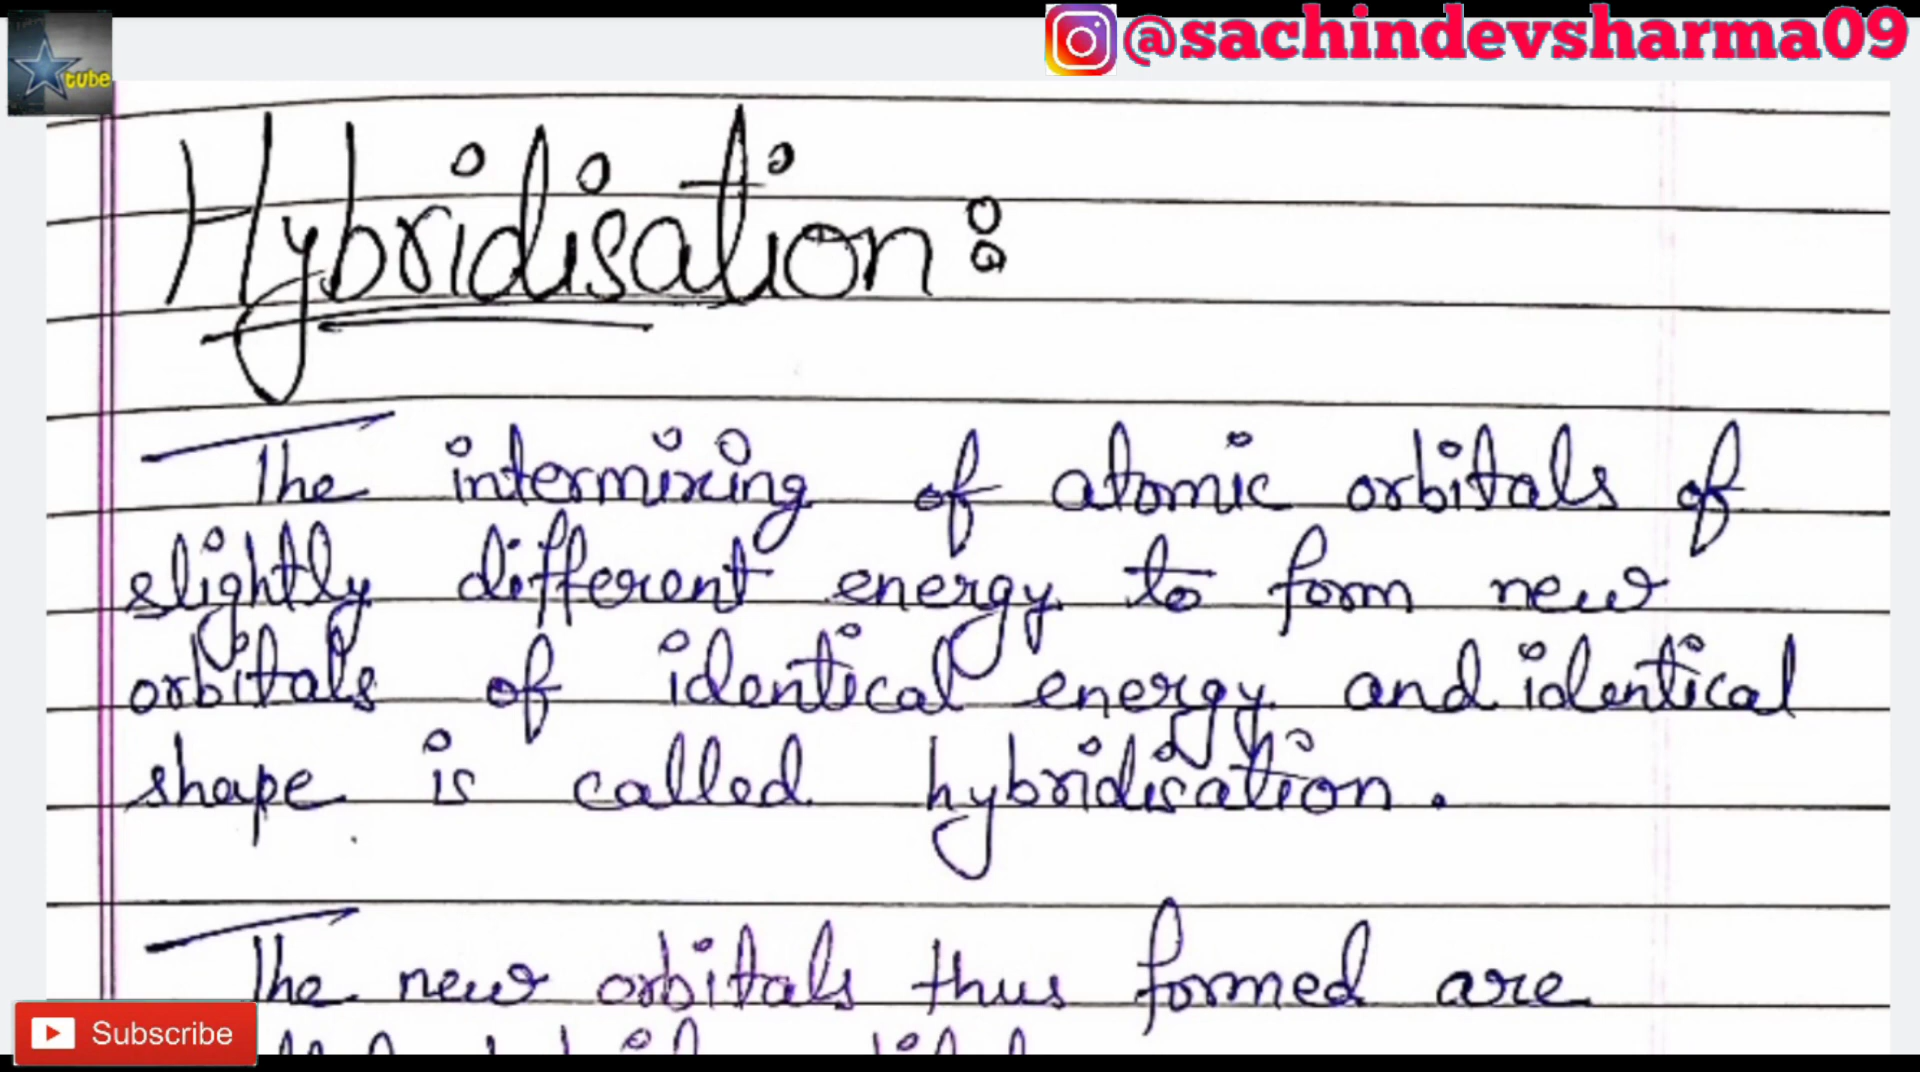 @sachindevsharma09
tube
Hybridisation:
The intermixing of atomic orbitals of
slightly different energy to form new
orbitals of identical energy and identical
shape is called hybridisation.
The new orbitals thus formed are
Subscribe